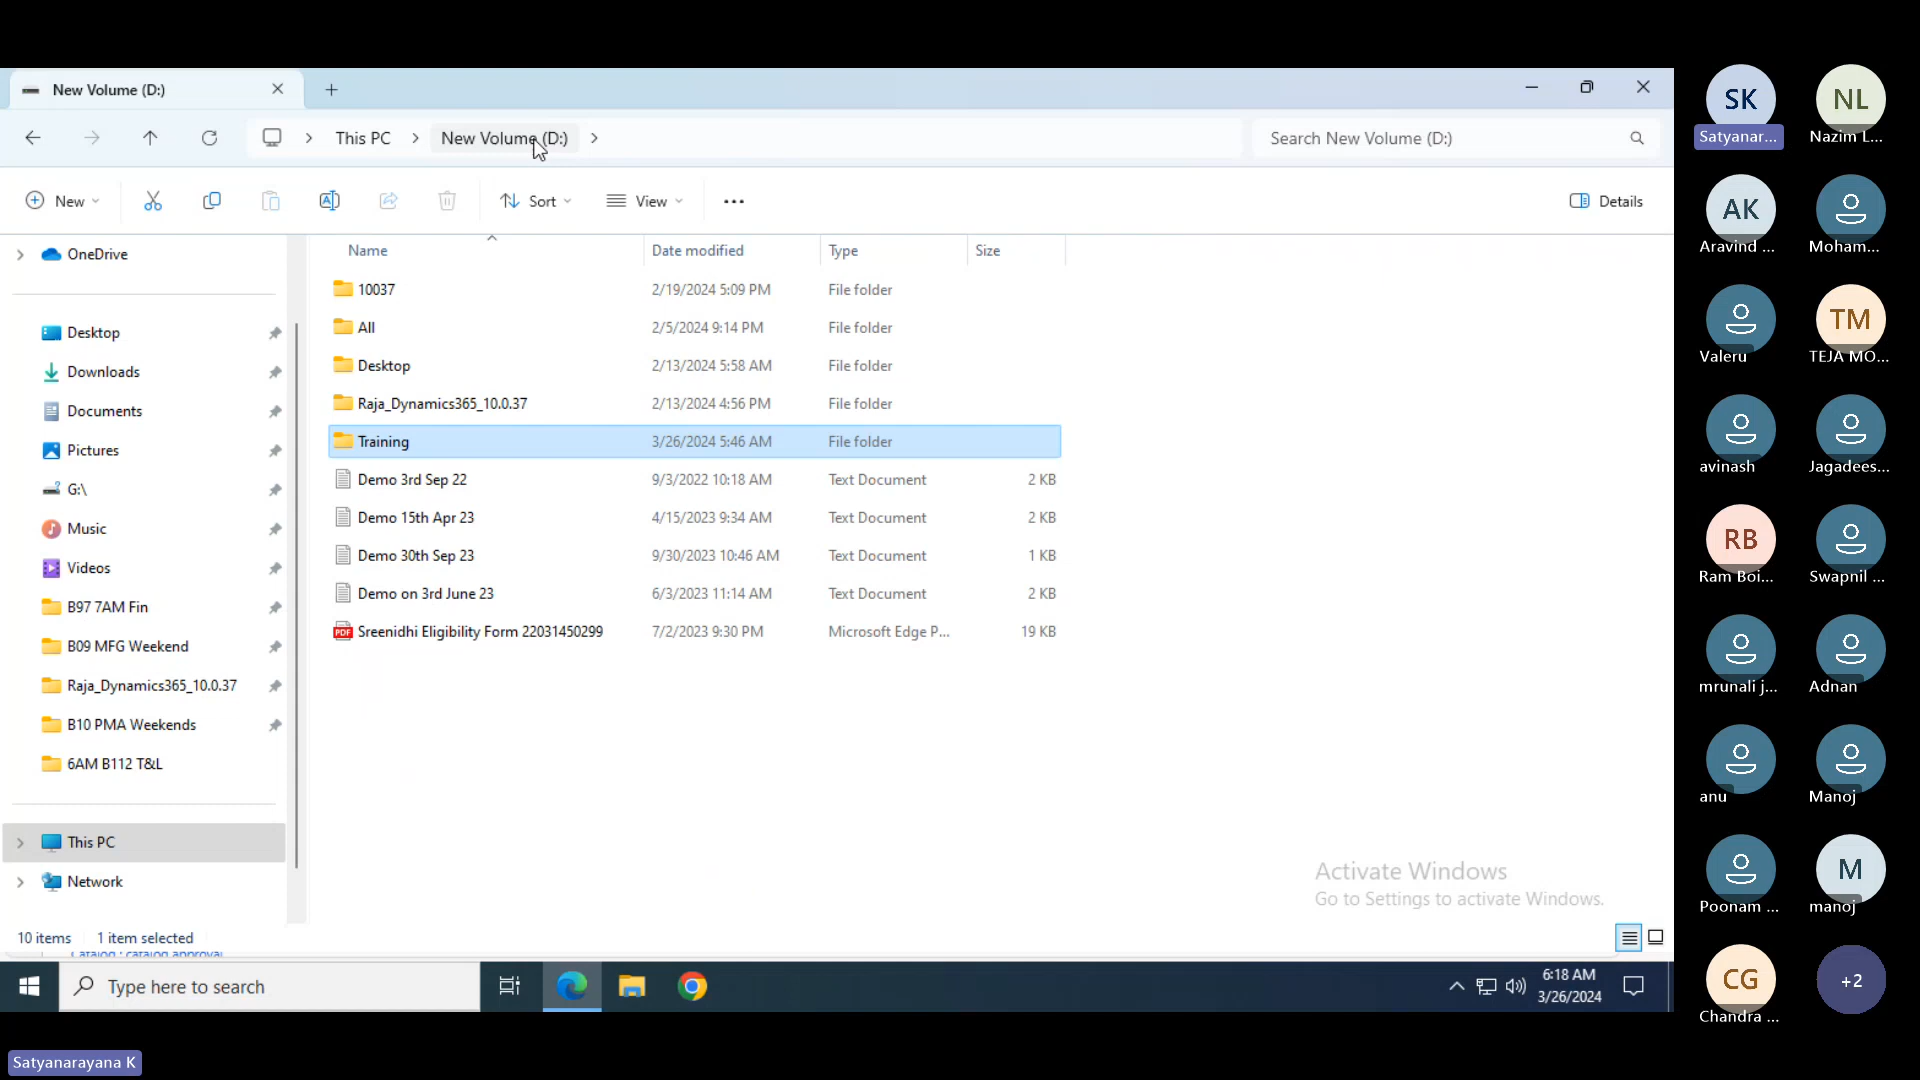 New Volume (D:)
This PC
New Volume (D:)
Search New Volume (D:)
New
Sort
View
Details
OneDrive
Desktop
Downloads
Documents
Pictures
G:\
Music
Videos
B97 7AM Fin
B09 MFG Weekend
Raja_Dynamics365_10.0.37
B10 PMA Weekends
6AM B112 T&L
This PC
Network
Name Date modified Type Size
10037 2/19/2024 5:09 PM File folder
All 2/5/2024 9:14 PM File folder
Desktop 2/13/2024 5:58 AM File folder
Raja_Dynamics365_10.0.37 2/13/2024 4:56 PM File folder
Training 3/26/2024 5:46 AM File folder
Demo 3rd Sep 22 9/3/2022 10:18 AM Text Document 2 KB
Demo 15th Apr 23 4/15/2023 9:34 AM Text Document 2 KB
Demo 30th Sep 23 9/30/2023 10:46 AM Text Document 1 KB
Demo on 3rd June 23 6/3/2023 11:14 AM Text Document 2 KB
PDF Sreenidhi Eligibility Form 22031450299 7/2/2023 9:30 PM Microsoft Edge P... 19 KB
Activate Windows
Go to Settings to activate Windows.
10 items 1 item selected
Catalog : catalog approval
Type here to search
6:18 AM
3/26/2024
SK
Satyanar...
NL
Nazim L...
AK
Aravind ...
Moham...
Valeru
TM
TEJA MO...
avinash
Jagadees...
RB
Ram Boi...
Swapnil ...
mrunali j...
Adnan
anu
Manoj
Poonam ...
M
manoj
CG
Chandra ...
+2
Satyanarayana K